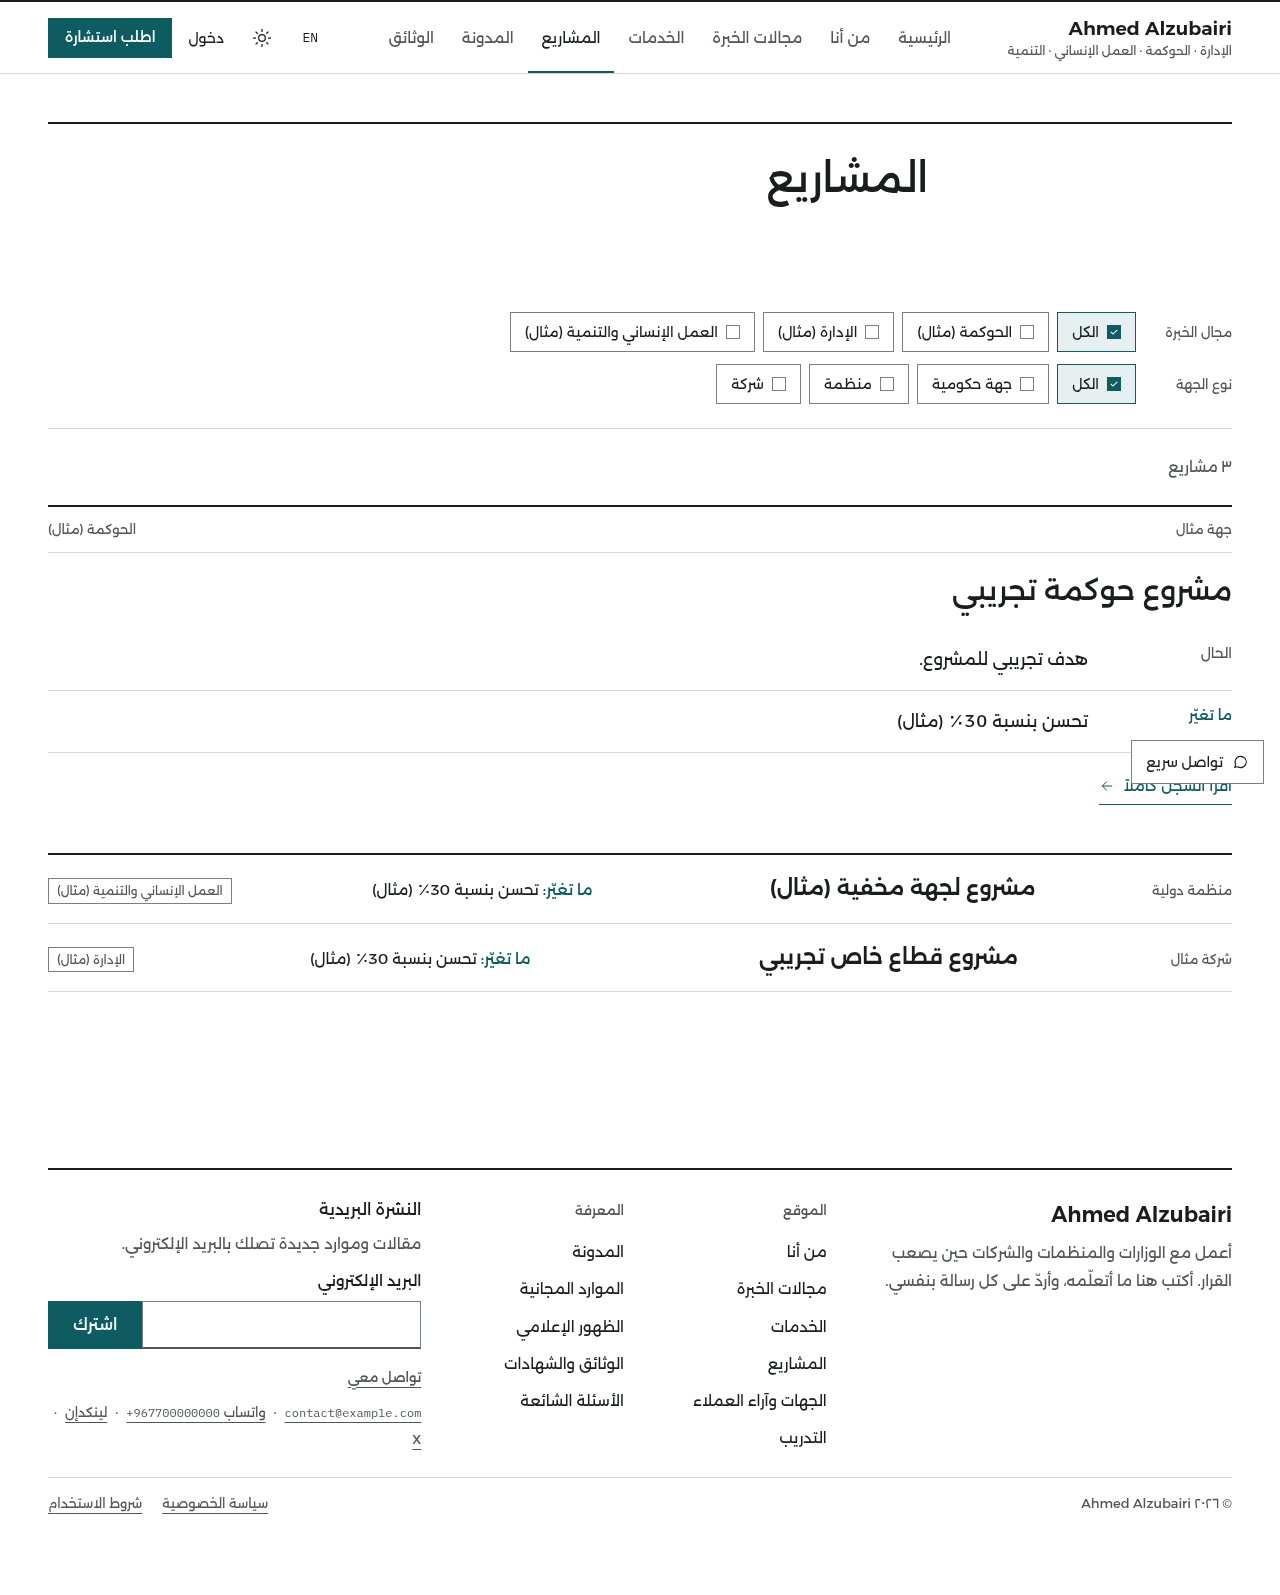 Ahmed Alzubairi
الإدارة · الحوكمة · العمل الإنساني · التنمية
الرئيسية
من أنا
مجالات الخبرة
الخدمات
المشاريع
المدونة
الوثائق
EN
دخول
اطلب استشارة
المشاريع
مجال الخبرة
الكل
الحوكمة (مثال)
الإدارة (مثال)
العمل الإنساني والتنمية (مثال)
نوع الجهة
الكل
جهة حكومية
منظمة
شركة
٣ مشاريع
جهة مثال
الحوكمة (مثال)
مشروع حوكمة تجريبي
الحال
هدف تجريبي للمشروع.
ما تغيّر
تحسن بنسبة 30٪ (مثال)
تواصل سريع
اقرأ السجل كاملاً
منظمة دولية
مشروع لجهة مخفية (مثال)
ما تغيّر: تحسن بنسبة 30٪ (مثال)
العمل الإنساني والتنمية (مثال)
شركة مثال
مشروع قطاع خاص تجريبي
ما تغيّر: تحسن بنسبة 30٪ (مثال)
الإدارة (مثال)
Ahmed Alzubairi
أعمل مع الوزارات والمنظمات والشركات حين يصعب
القرار. أكتب هنا ما أتعلّمه، وأردّ على كل رسالة بنفسي.
الموقع
من أنا
مجالات الخبرة
الخدمات
المشاريع
الجهات وآراء العملاء
التدريب
المعرفة
المدونة
الموارد المجانية
الظهور الإعلامي
الوثائق والشهادات
الأسئلة الشائعة
النشرة البريدية
مقالات وموارد جديدة تصلك بالبريد الإلكتروني.
البريد الإلكتروني
اشترك
تواصل معي
contact@example.com · واتساب +967700000000 · لينكدإن ·
X
© ٢٠٢٦ Ahmed Alzubairi
سياسة الخصوصية
شروط الاستخدام